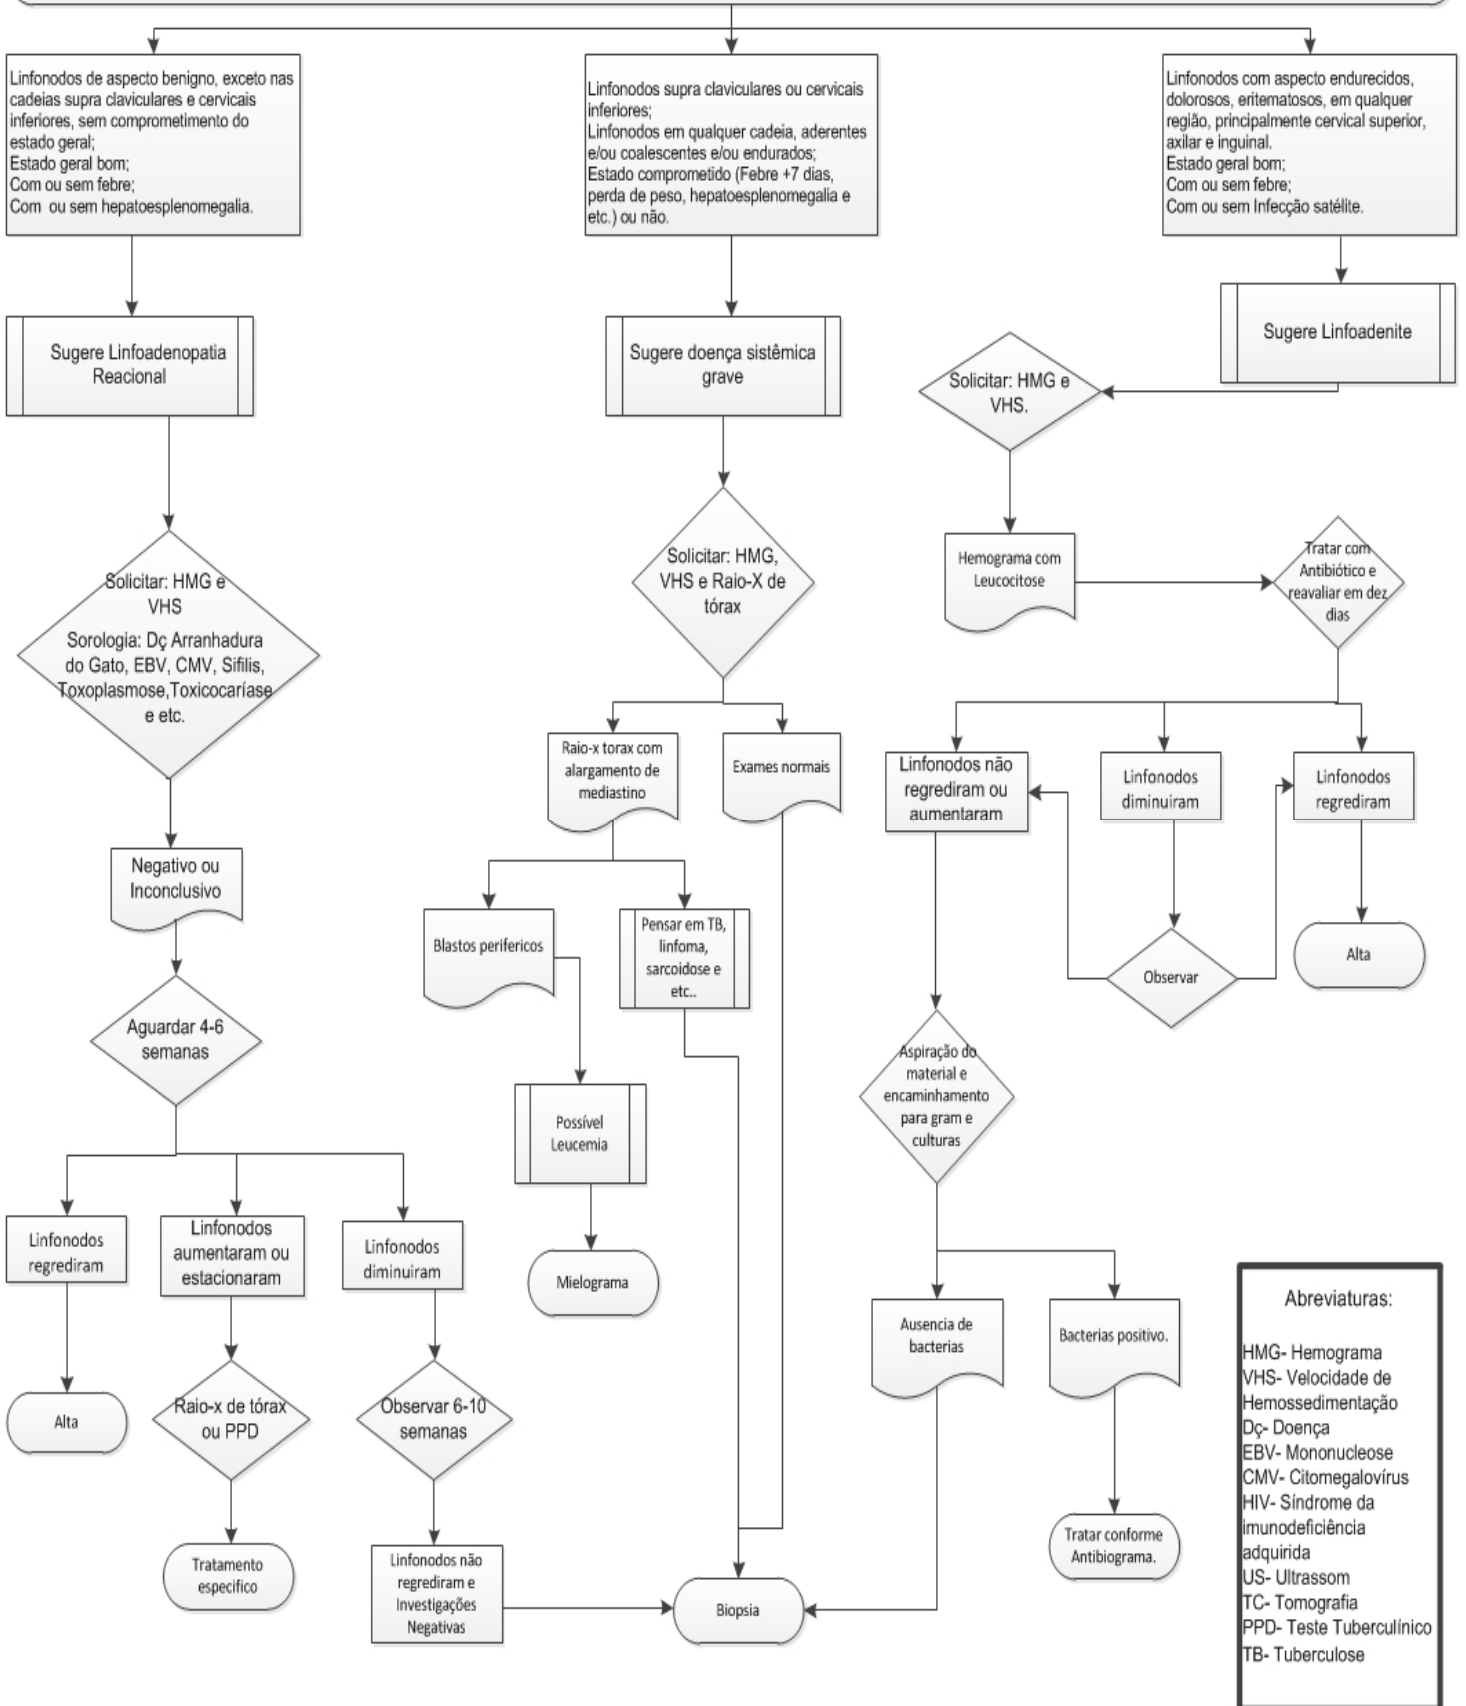 Linfonodos de aspecto benigno, exceto nas
cadeias supra claviculares e cervicais
inferiores, sem comprometimento do
estado geral;
Estado geral bom;
Com ou sem febre;
Com ou sem hepatoesplenomegalia.
Linfonodos supra claviculares ou cervicais
inferiores;
Linfonodos em qualquer cadeia, aderentes
e/ou coalescentes e/ou endurados;
Estado comprometido (Febre +7 dias,
perda de peso, hepatoesplenomegalia e
etc.) ou não.
Linfonodos com aspecto endurecidos,
dolorosos, eritematosos, em qualquer
região, principalmente cervical superior,
axilar e inguinal.
Estado geral bom;
Com ou sem febre;
Com ou sem Infecção satélite.
Sugere Linfoadenopatia
Reacional
Sugere doença sistêmica
grave
Sugere Linfoadenite
Solicitar: HMG e
VHS.
Solicitar: HMG e
VHS
Sorologia: Dç Arranhadura
do Gato, EBV, CMV, Sifilis,
Toxoplasmose,Toxicocaríase
e etc.
Solicitar: HMG,
VHS e Raio-X de
tórax
Hemograma com
Leucocitose
Tratar com
Antibiótico e
reavaliar em dez
dias
Raio-x torax com
alargamento de
mediastino
Exames normais
Linfonodos não
regrediram ou
aumentaram
Linfonodos
diminuiram
Linfonodos
regrediram
Negativo ou
Inconclusivo
Blastos perifericos
Pensar em TB,
linfoma,
sarcoidose e
etc..
Observar
Alta
Aguardar 4-6
semanas
Aspiração do
material e
encaminhamento
para gram e
culturas
Possível
Leucemia
Linfonodos
regrediram
Linfonodos
aumentaram ou
estacionaram
Linfonodos
diminuiram
Mielograma
Ausencia de
bacterias
Bacterias positivo.
Alta
Raio-x de tórax
ou PPD
Observar 6-10
semanas
Tratamento
especifico
Linfonodos não
regrediram e
Investigações
Negativas
Biopsia
Tratar conforme
Antibiograma.
Abreviaturas:
HMG- Hemograma
VHS- Velocidade de
Hemossedimentação
Dç- Doença
EBV- Mononucleose
CMV- Citomegalovírus
HIV- Síndrome da
imunodeficiência
adquirida
US- Ultrassom
TC- Tomografia
PPD- Teste Tuberculínico
TB- Tuberculose